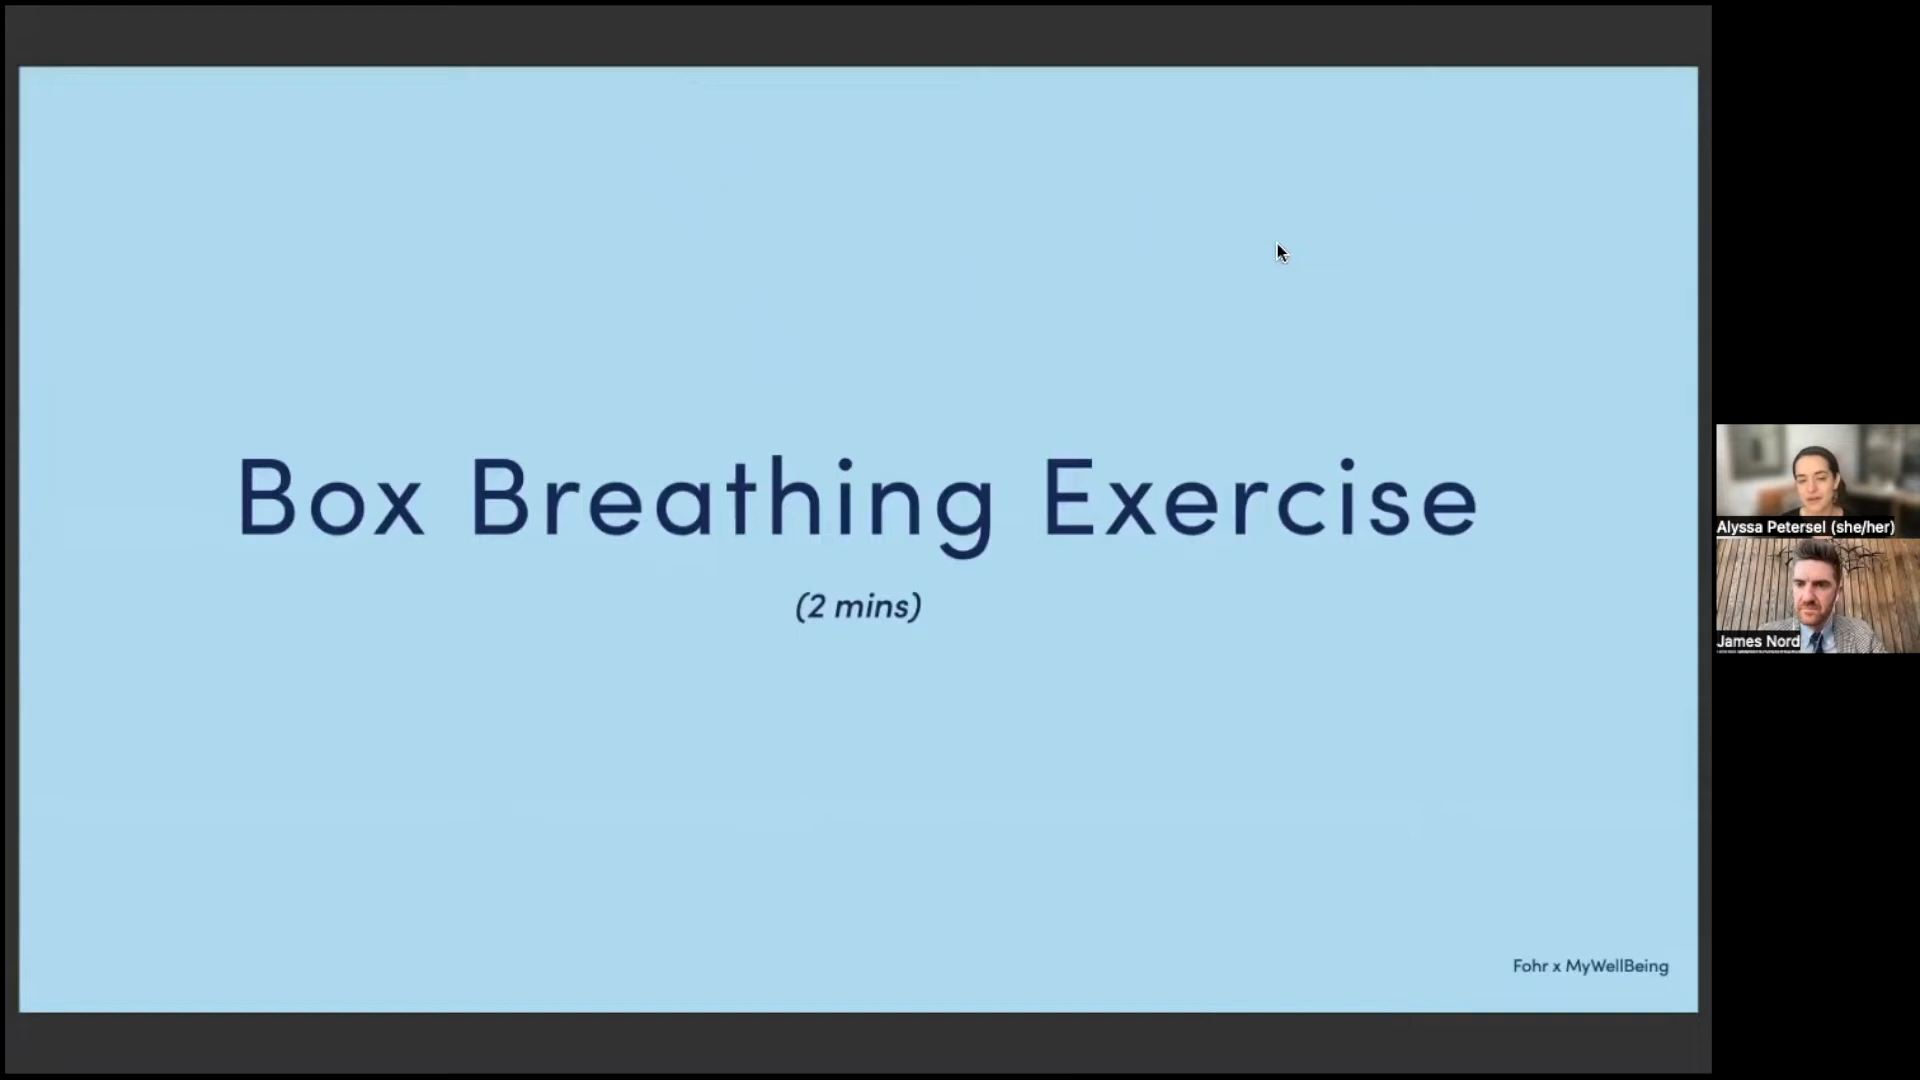 Box Breathing Exercise
(2 mins)
Fohr x MyWellBeing
Alyssa Petersel (she/her)
James Nord